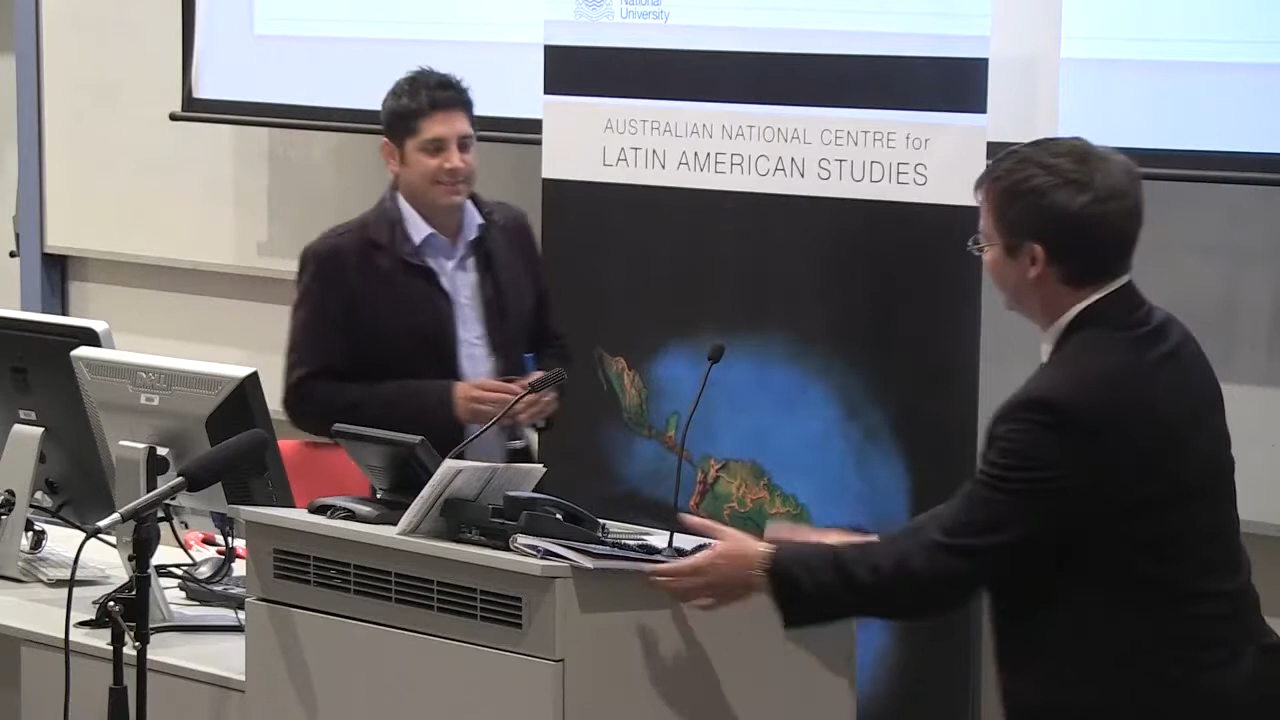 National
University
AUSTRALIAN NATIONAL CENTRE for
LATIN AMERICAN STUDIES
DELL